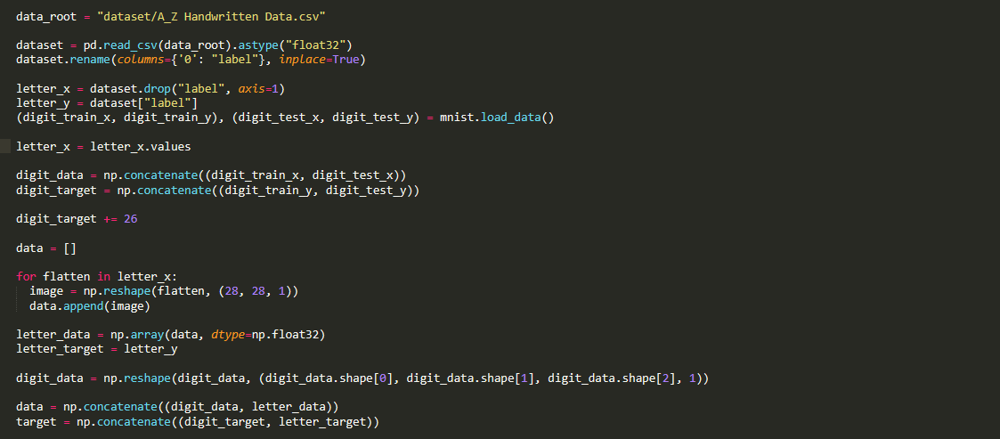 data_root = "dataset/A_Z Handwritten Data.csv"
dataset = pd.read_csv(data_root).astype("float32")
dataset.rename(columns={'0': "label"}, inplace=True)
letter_x = dataset.drop("label", axis=1)
letter_y = dataset["label"]
(digit_train_x, digit_train_y), (digit_test_x, digit_test_y) = mnist.load_data()
letter_x = letter_x.values
digit_data = np.concatenate((digit_train_x, digit_test_x))
digit_target = np.concatenate((digit_train_y, digit_test_y))
digit_target += 26
data = []
for flatten in letter_x:
  image = np.reshape(flatten, (28, 28, 1))
  data.append(image)
letter_data = np.array(data, dtype=np.float32)
letter_target = letter_y
digit_data = np.reshape(digit_data, (digit_data.shape[0], digit_data.shape[1], digit_data.shape[2], 1))
data = np.concatenate((digit_data, letter_data))
target = np.concatenate((digit_target, letter_target))